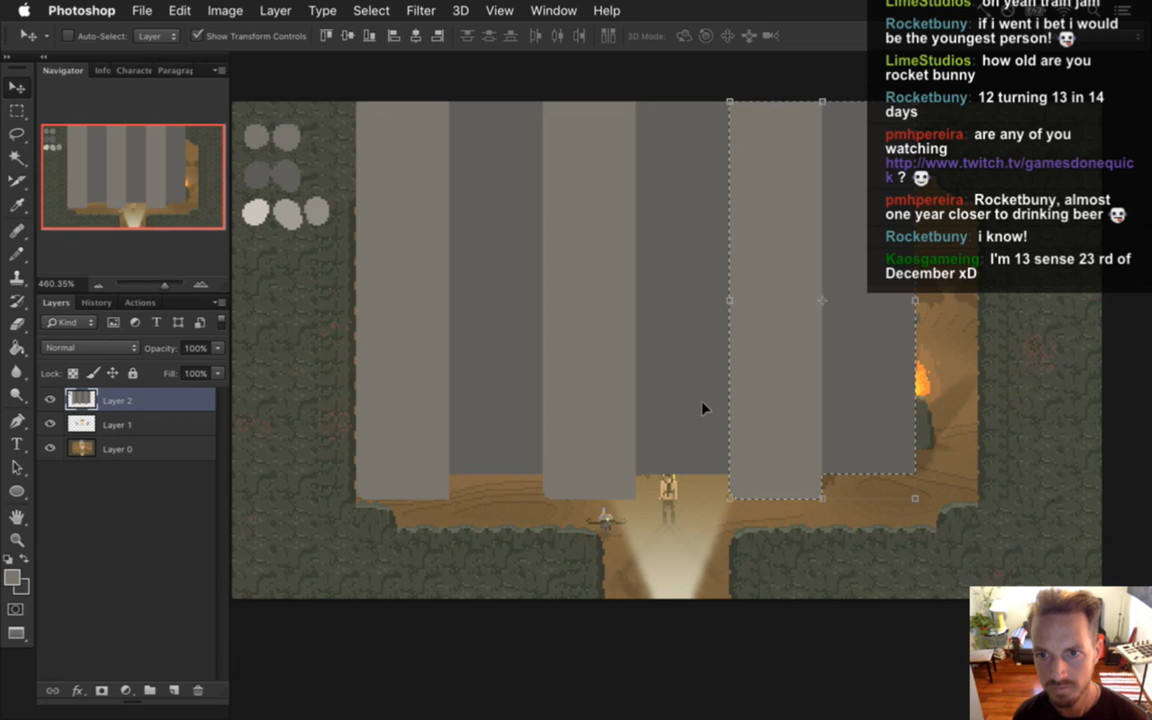 Photoshop File Edit Image Layer Type Select Filter 3D View Window Help
Auto-Select: Layer Show Transform Controls 3D Mode:
Navigator Info Characte Paragrap
460.35%
Layers History Actions
Kind
Normal Opacity: 100%
Lock: Fill: 100%
Layer 2
Layer 1
Layer 0
fx
LimeStudios: oh yeah train jam
Rocketbuny: if i went i bet i would
be the youngest person!
LimeStudios: how old are you
rocket bunny
Rocketbuny: 12 turning 13 in 14
days
pmhpereira: are any of you
watching
http://www.twitch.tv/gamesdonequic
k ?
pmhpereira: Rocketbuny, almost
one year closer to drinking beer
Rocketbuny: i know!
Kaosgameing: I'm 13 sense 23 rd of
December xD